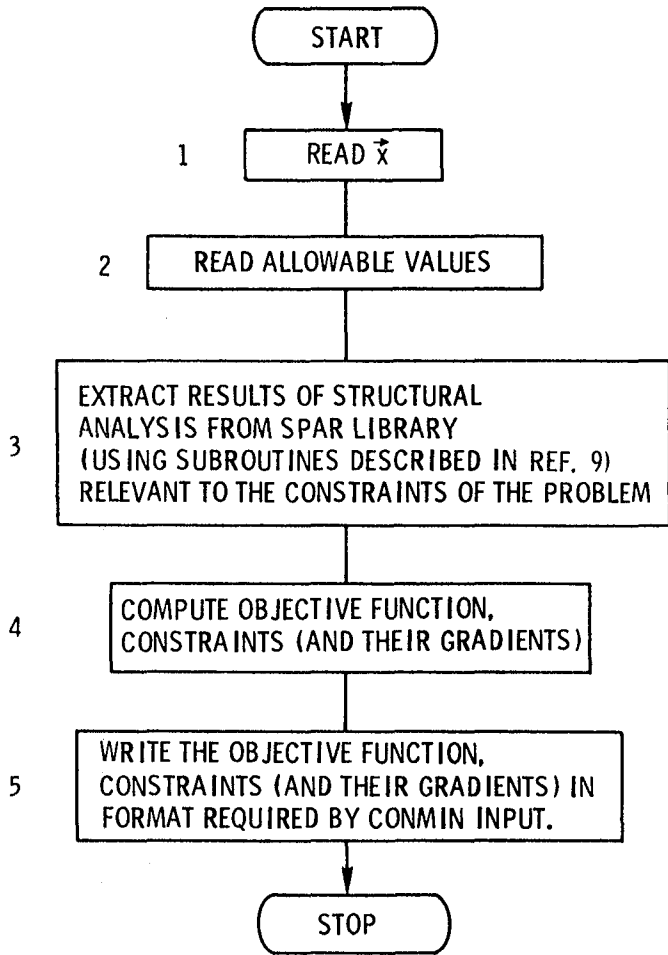 START
1
READ x⃗
2
READ ALLOWABLE VALUES
3
EXTRACT RESULTS OF STRUCTURAL
ANALYSIS FROM SPAR LIBRARY
(USING SUBROUTINES DESCRIBED IN REF. 9)
RELEVANT TO THE CONSTRAINTS OF THE PROBLEM
4
COMPUTE OBJECTIVE FUNCTION,
CONSTRAINTS (AND THEIR GRADIENTS)
5
WRITE THE OBJECTIVE FUNCTION,
CONSTRAINTS (AND THEIR GRADIENTS) IN
FORMAT REQUIRED BY CONMIN INPUT.
STOP